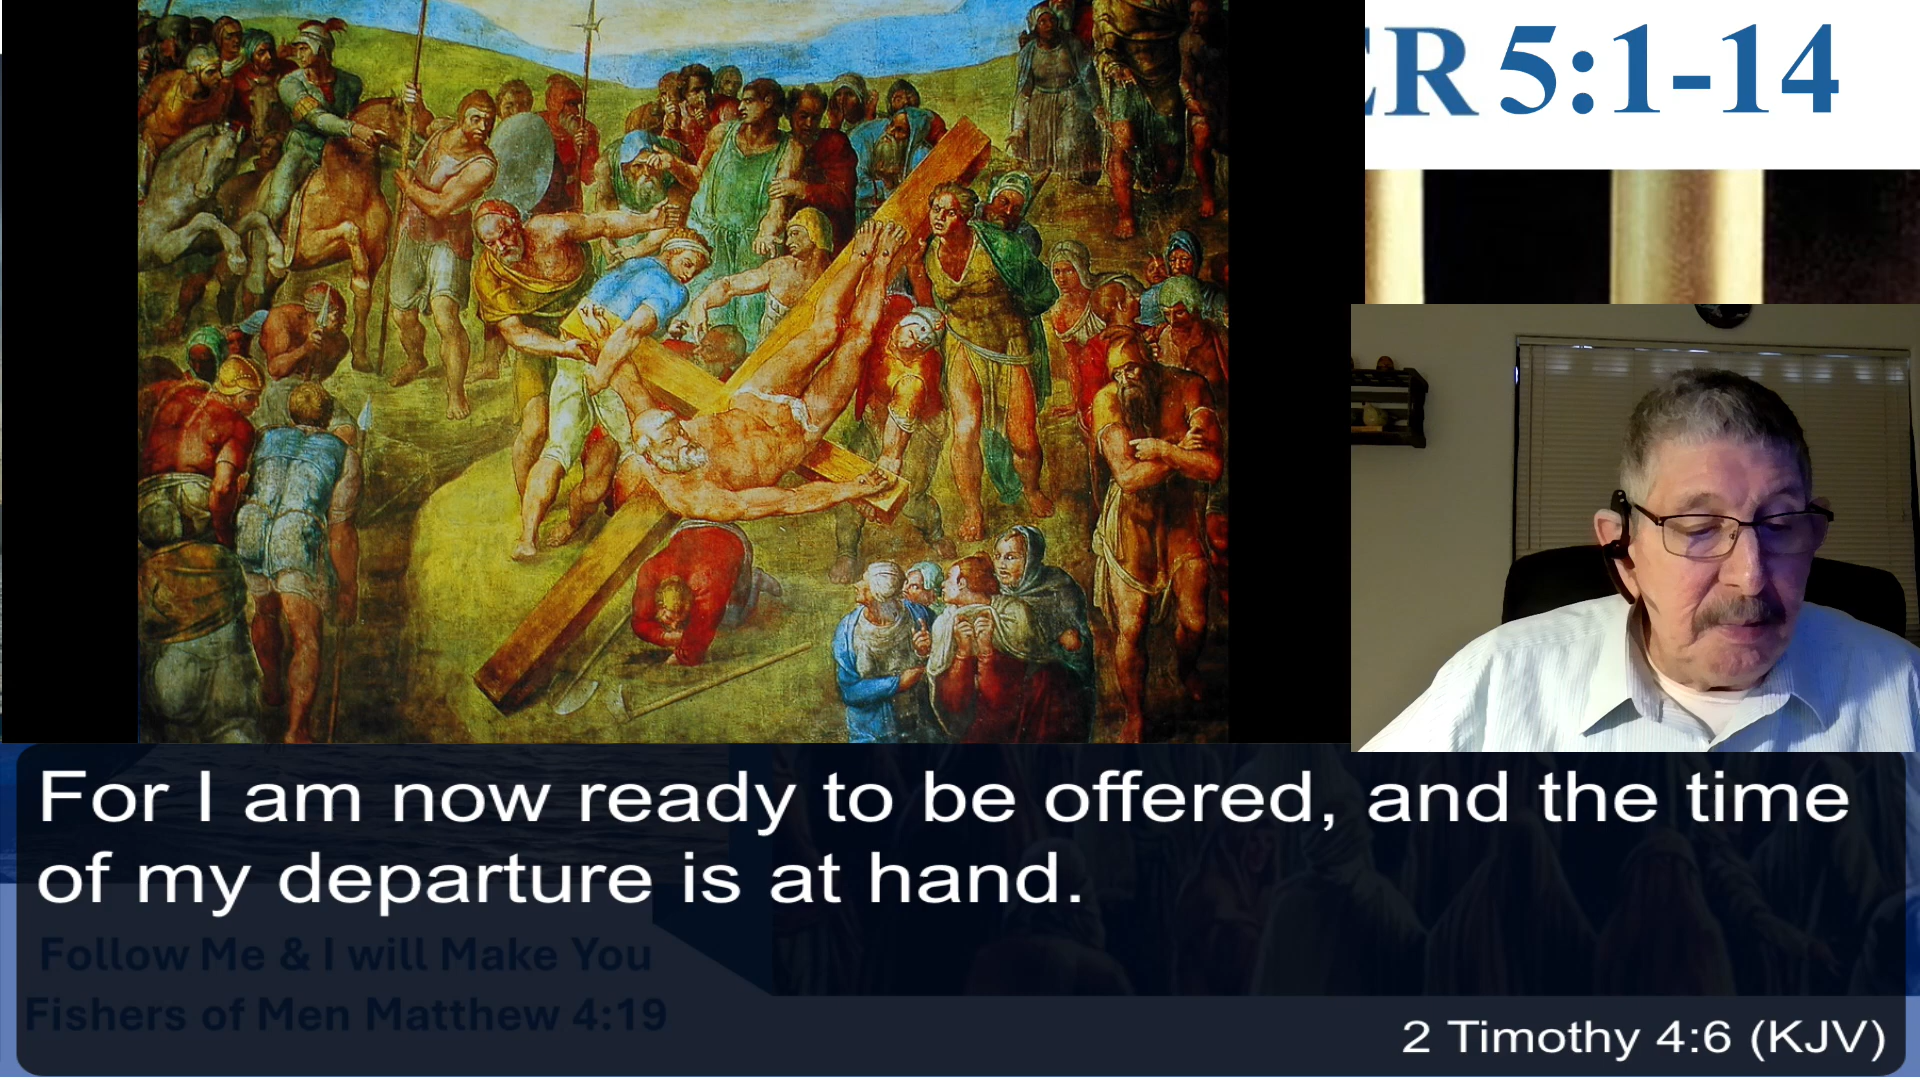 ER 5:1-14
For I am now ready to be offered, and the time
of my departure is at hand.
Follow Me & I will Make You
Fishers of Men Matthew 4:19
2 Timothy 4:6 (KJV)